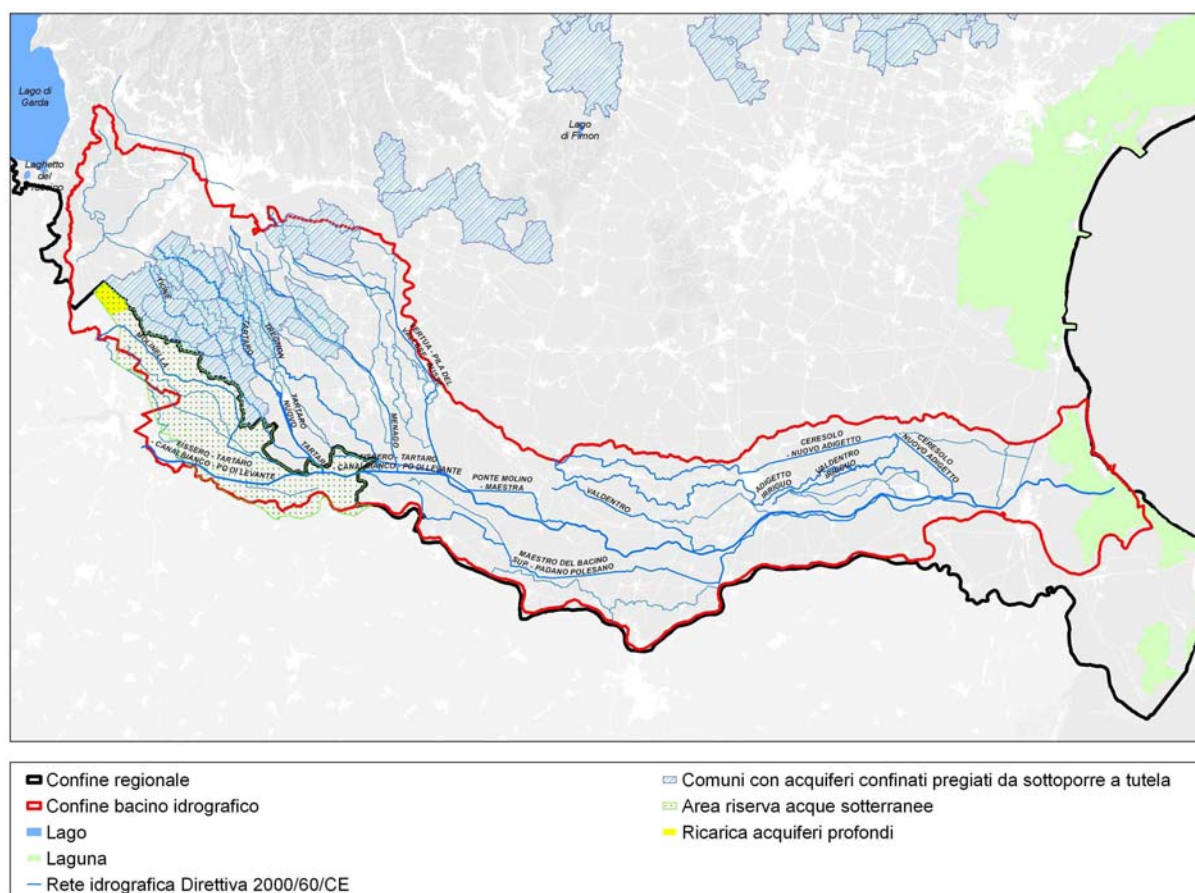 Lago di
Garda
Laghetto
del
Lago
di Fimon
TIONE
TARTARO
TREGNON
MOLINELLA
TARTARO
NUOVO
TARTARO
MENAGO
FISSERO - TARTARO
CANALBIANCO - PO DI LEVANTE
FISSERO - TARTARO
CANALBIANCO - PO DI LEVANTE
PONTE MOLINO
- MAESTRA
VALDENTRO
CERESOLO
- NUOVO ADIGETTO
ADIGETTO
IRRIGUO
VALDENTRO
IRRIGUO
CERESOLO
- NUOVO ADIGETTO
MAESTRO DEL BACINO
SUP - PADANO POLESANO
Confine regionale
Confine bacino idrografico
Lago
Laguna
Rete idrografica Direttiva 2000/60/CE
Comuni con acquiferi confinati pregiati da sottoporre a tutela
Area riserva acque sotterranee
Ricarica acquiferi profondi